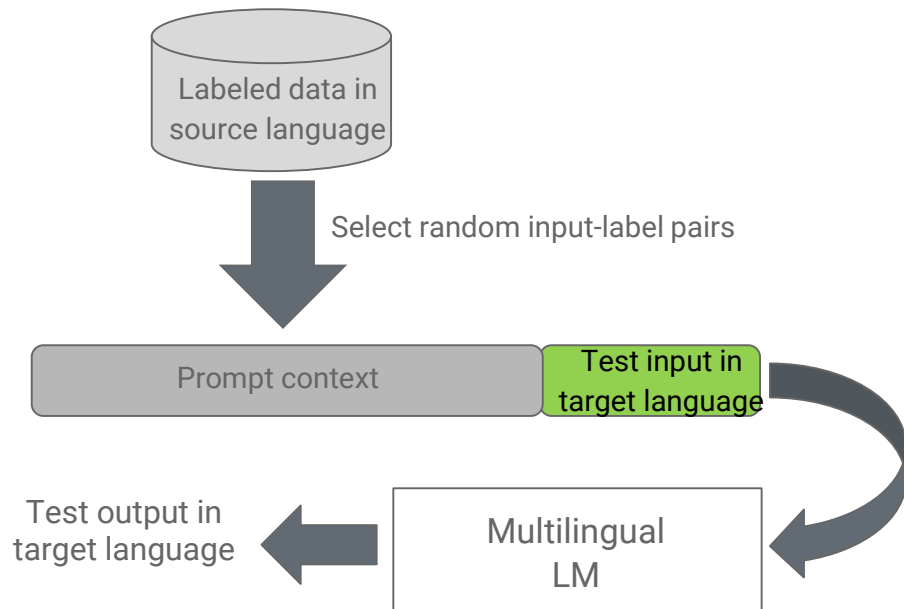 Labeled data in
source language
Select random input-label pairs
Prompt context
Test input in
target language
Test output in
target language
Multilingual
LM